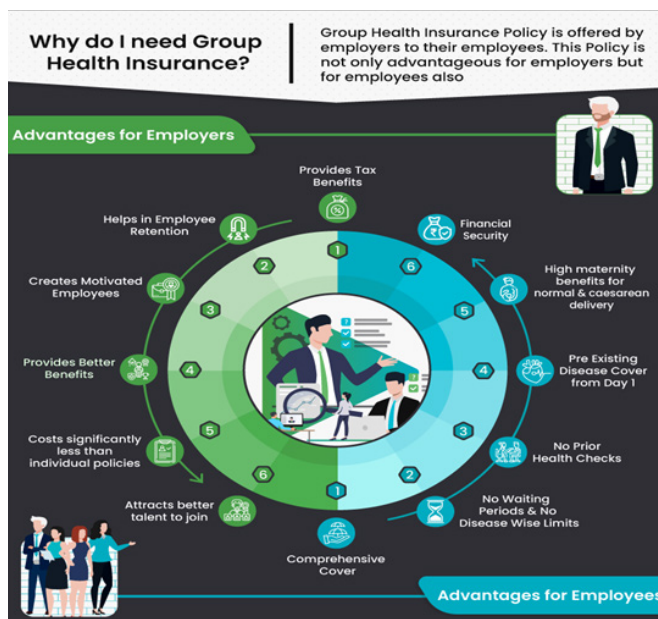 Why do I need Group
Health Insurance?
Group Health Insurance Policy is offered by
employers to their employees. This Policy is
not only advantageous for employers but
for employees also
Advantages for Employers
Provides Tax
Benefits
1
Helps in Employee
Retention
2
Creates Motivated
Employees
3
Provides Better
Benefits
4
Costs significantly
less than
individual policies
5
Attracts better
talent to join
6
Financial
Security
6
High maternity
benefits for
normal & caesarean
delivery
5
Pre Existing
Disease Cover
from Day 1
4
No Prior
Health Checks
3
No Waiting
Periods & No
Disease Wise Limits
2
Comprehensive
Cover
1
Advantages for Employees